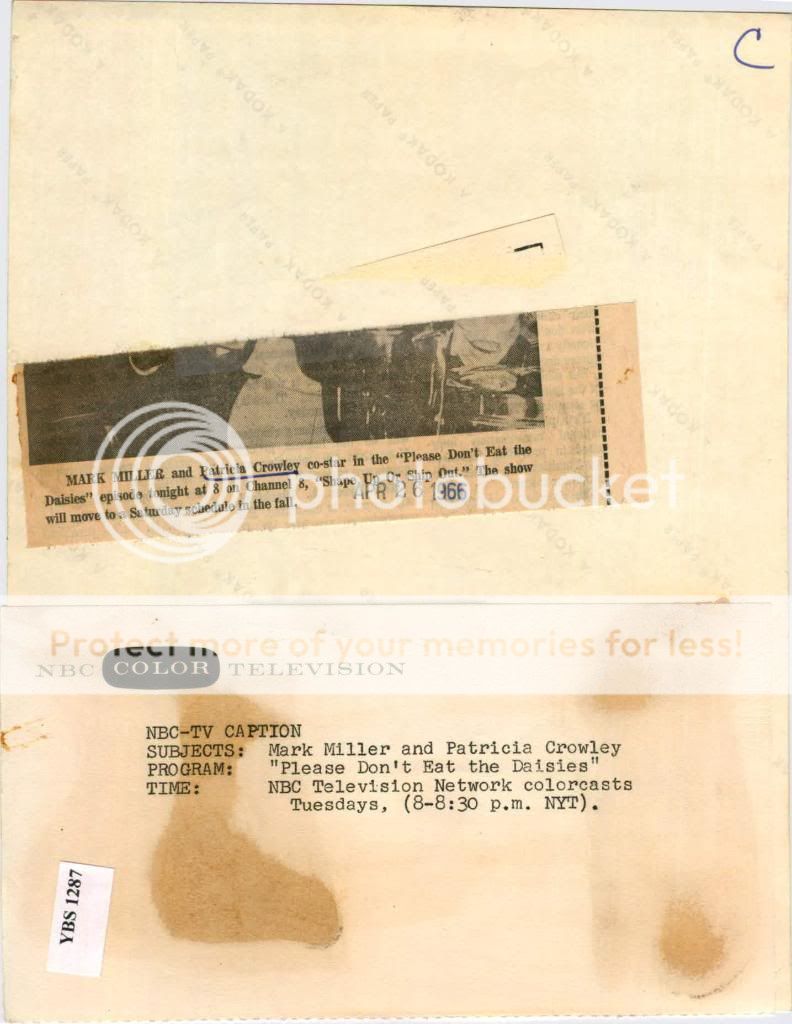 C
A KODAK® PAPER
MARK MILLER and Patricia Crowley co-star in the "Please Don't Eat the
Daisies" episode tonight at 8 on Channel 8, "Shape Up Or Ship Out." The show
will move to a Saturday schedule in the fall.
APR 26 1966
photobucket
Protect more of your memories for less!
NBC COLOR TELEVISION
NBC-TV CAPTION
SUBJECTS: Mark Miller and Patricia Crowley
PROGRAM: "Please Don't Eat the Daisies"
TIME: NBC Television Network colorcasts
Tuesdays, (8-8:30 p.m. NYT).
YBS 1287